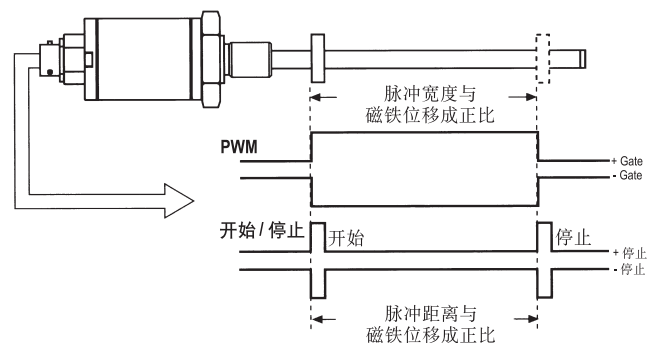 脉冲宽度与
磁铁位移成正比
PWM
+ Gate
- Gate
开始 / 停止
开始
停止
+ 停止
- 停止
脉冲距离与
磁铁位移成正比